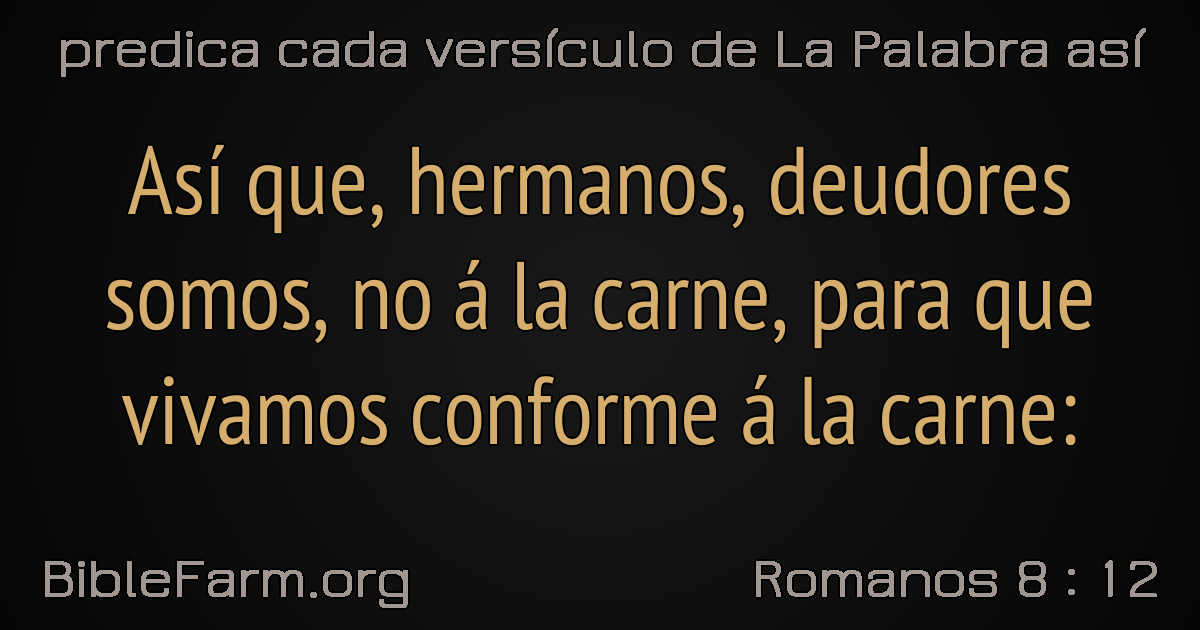 predica cada versículo de La Palabra así
Así que, hermanos, deudores
somos, no á la carne, para que
vivamos conforme á la carne:
BibleFarm.org
Romanos 8 : 12